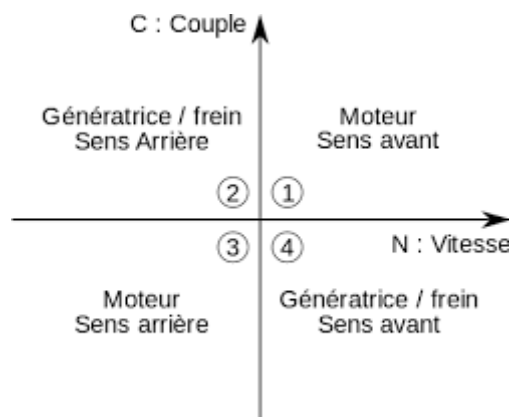 C : Couple
Génératrice / frein
Sens Arrière
Moteur
Sens avant
2
1
N : Vitesse
3
4
Moteur
Sens arrière
Génératrice / frein
Sens avant